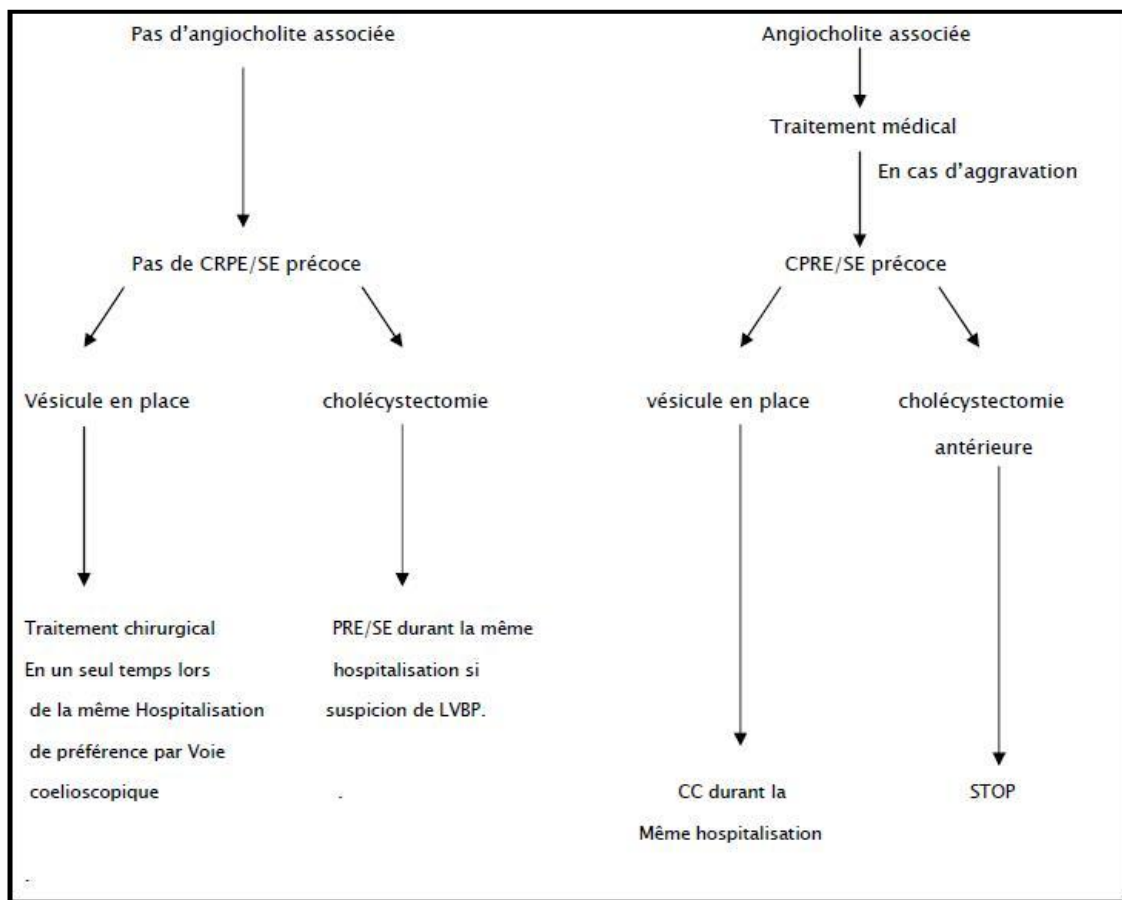 Pas d'angiocholite associée
Pas de CRPE/SE précoce
Vésicule en place
Traitement chirurgical
En un seul temps lors
de la même Hospitalisation
de préférence par Voie
coelioscopique
.
cholécystectomie
PRE/SE durant la même
hospitalisation si
suspicion de LVBP.
.
Angiocholite associée
Traitement médical
En cas d'aggravation
CPRE/SE précoce
vésicule en place
CC durant la
Même hospitalisation
cholécystectomie
antérieure
STOP